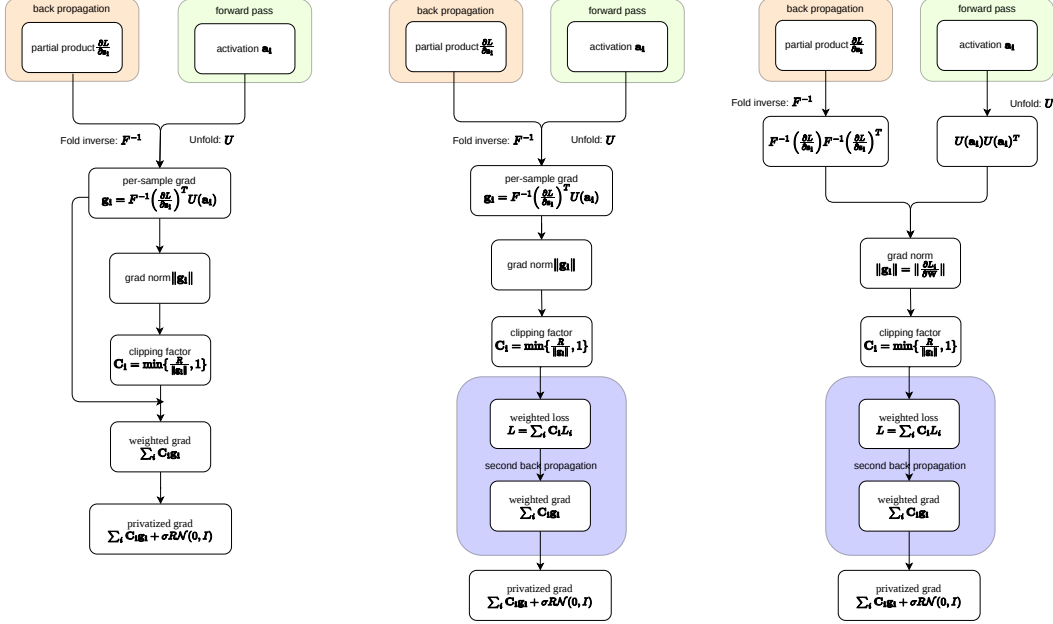 back propagation
partial product ∂L/∂s_i
forward pass
activation a_i
Fold inverse: F^{-1}
Unfold: U
per-sample grad
g_i = F^{-1}(∂L/∂s_i)^T U(a_i)
grad norm ‖g_i‖
clipping factor
C_i = min{R/‖g_i‖, 1}
weighted grad
∑_i C_i g_i
privatized grad
∑_i C_i g_i + σRN(0, I)
back propagation
partial product ∂L/∂s_i
forward pass
activation a_i
Fold inverse: F^{-1}
Unfold: U
per-sample grad
g_i = F^{-1}(∂L/∂s_i)^T U(a_i)
grad norm ‖g_i‖
clipping factor
C_i = min{R/‖g_i‖, 1}
weighted loss
L = ∑_i C_i L_i
second back propagation
weighted grad
∑_i C_i g_i
privatized grad
∑_i C_i g_i + σRN(0, I)
back propagation
partial product ∂L/∂s_i
forward pass
activation a_i
Fold inverse: F^{-1}
Unfold: U
F^{-1}(∂L/∂s_i) F^{-1}(∂L/∂s_i)^T
U(a_i)U(a_i)^T
grad norm
‖g_i‖ = ‖∂L_i/∂W‖
clipping factor
C_i = min{R/‖g_i‖, 1}
weighted loss
L = ∑_i C_i L_i
second back propagation
weighted grad
∑_i C_i g_i
privatized grad
∑_i C_i g_i + σRN(0, I)